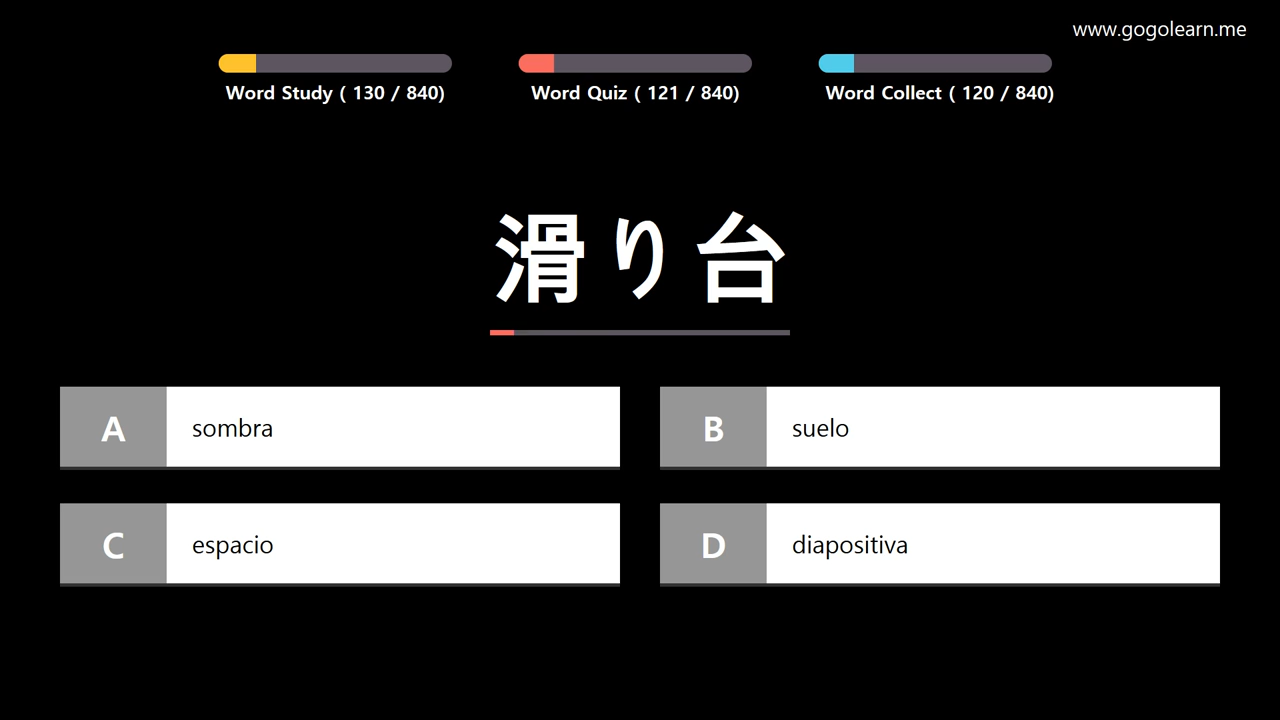 www.gogolearn.me
Word Study ( 130 / 840)
Word Quiz ( 121 / 840)
Word Collect ( 120 / 840)
滑り台
A sombra
B suelo
C espacio
D diapositiva